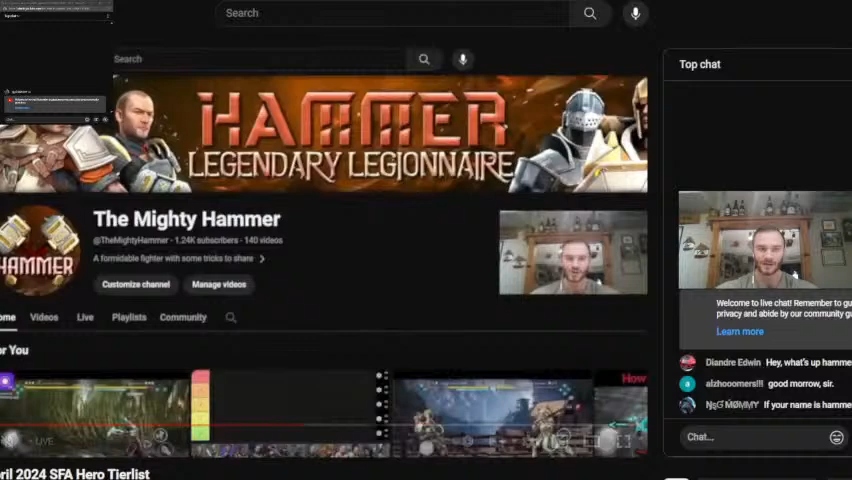 Search
Top chat
Search
HAMMER
LEGENDARY LEGIONNAIRE
The Mighty Hammer
@TheMightyHammer · 1.24K subscribers · 140 videos
A formidable fighter with some tricks to share
HAMMER
Customize channel
Manage videos
Welcome to live chat! Remember to gu
privacy and abide by our community gu
Learn more
ome Videos Live Playlists Community
or You
Diandre Edwin Hey, what's up hammer
alzhooomers!!! good morrow, sir.
If your name is hamme
How
LIVE
Chat...
pril 2024 SFA Hero Tierlist